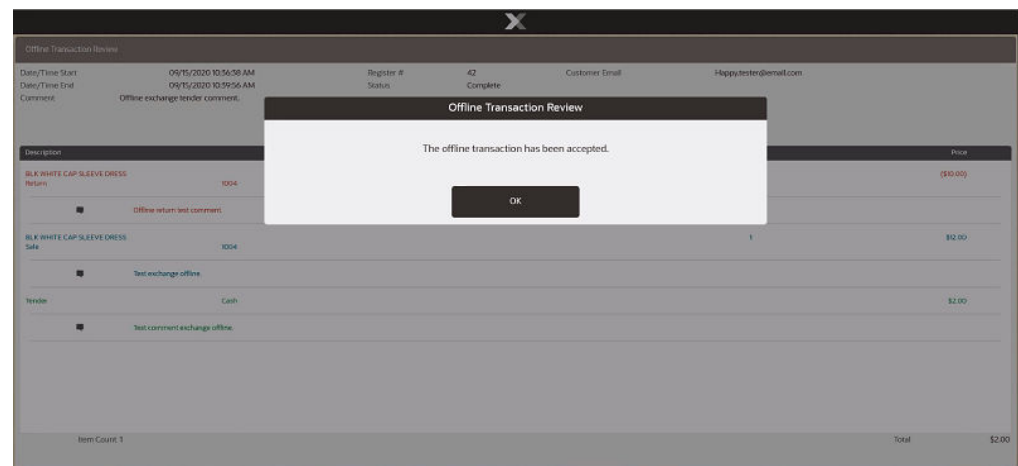 X
Offline Transaction Review
Date/Time Start 09/15/2020 10:56:58 AM Register # 42 Customer Email Happy.tester@email.com
Date/Time End 09/15/2020 10:59:56 AM Status Complete
Comment Offline exchange tender comment.
Offline Transaction Review
The offline transaction has been accepted.
OK
Description Price
BLK WHITE CAP SLEEVE DRESS ($10.00)
Return 1004
Offline return test comment.
BLK WHITE CAP SLEEVE DRESS 1 $12.00
Sale 1004
Test exchange offline.
Tender Cash $2.00
Test comment exchange offline.
Item Count 1 Total $2.00